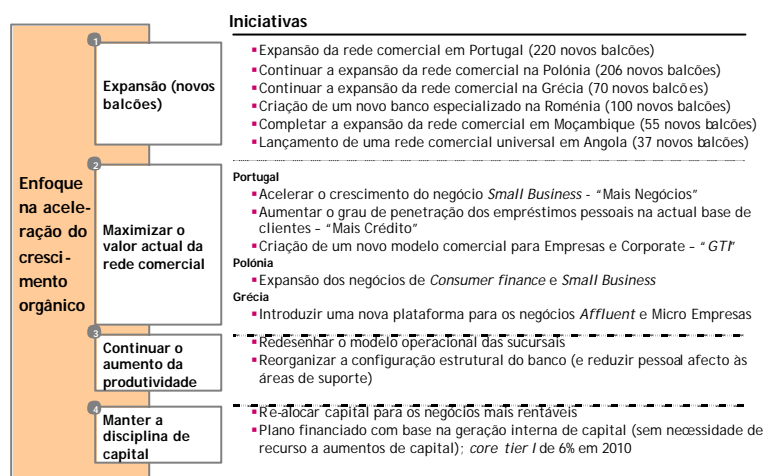 Iniciativas
Enfoque
na acele-
ração do
cresci-
mento
orgânico
1
Expansão (novos
balcões)
▪Expansão da rede comercial em Portugal (220 novos balcões)
▪Continuar a expansão da rede comercial na Polónia (206 novos balcões)
▪Continuar a expansão da rede comercial na Grécia (70 novos balcões)
▪Criação de um novo banco especializado na Roménia (100 novos balcões)
▪Completar a expansão da rede comercial em Moçambique (55 novos balcões)
▪Lançamento de uma rede comercial universal em Angola (37 novos balcões)
2
Maximizar o
valor actual da
rede comercial
Portugal
▪Acelerar o crescimento do negócio Small Business - “Mais Negócios”
▪Aumentar o grau de penetração dos empréstimos pessoais na actual base de
clientes – “Mais Crédito”
▪Criação de um novo modelo comercial para Empresas e Corporate – “GTI”
Polónia
▪Expansão dos negócios de Consumer finance e Small Business
Grécia
▪Introduzir uma nova plataforma para os negócios Affluent e Micro Empresas
3
Continuar o
aumento da
produtividade
▪Redesenhar o modelo operacional das sucursais
▪Reorganizar a configuração estrutural do banco (e reduzir pessoal afecto às
áreas de suporte)
4
Manter a
disciplina de
capital
▪Re-alocar capital para os negócios mais rentáveis
▪Plano financiado com base na geração interna de capital (sem necessidade de
recurso a aumentos de capital); core tier I de 6% em 2010